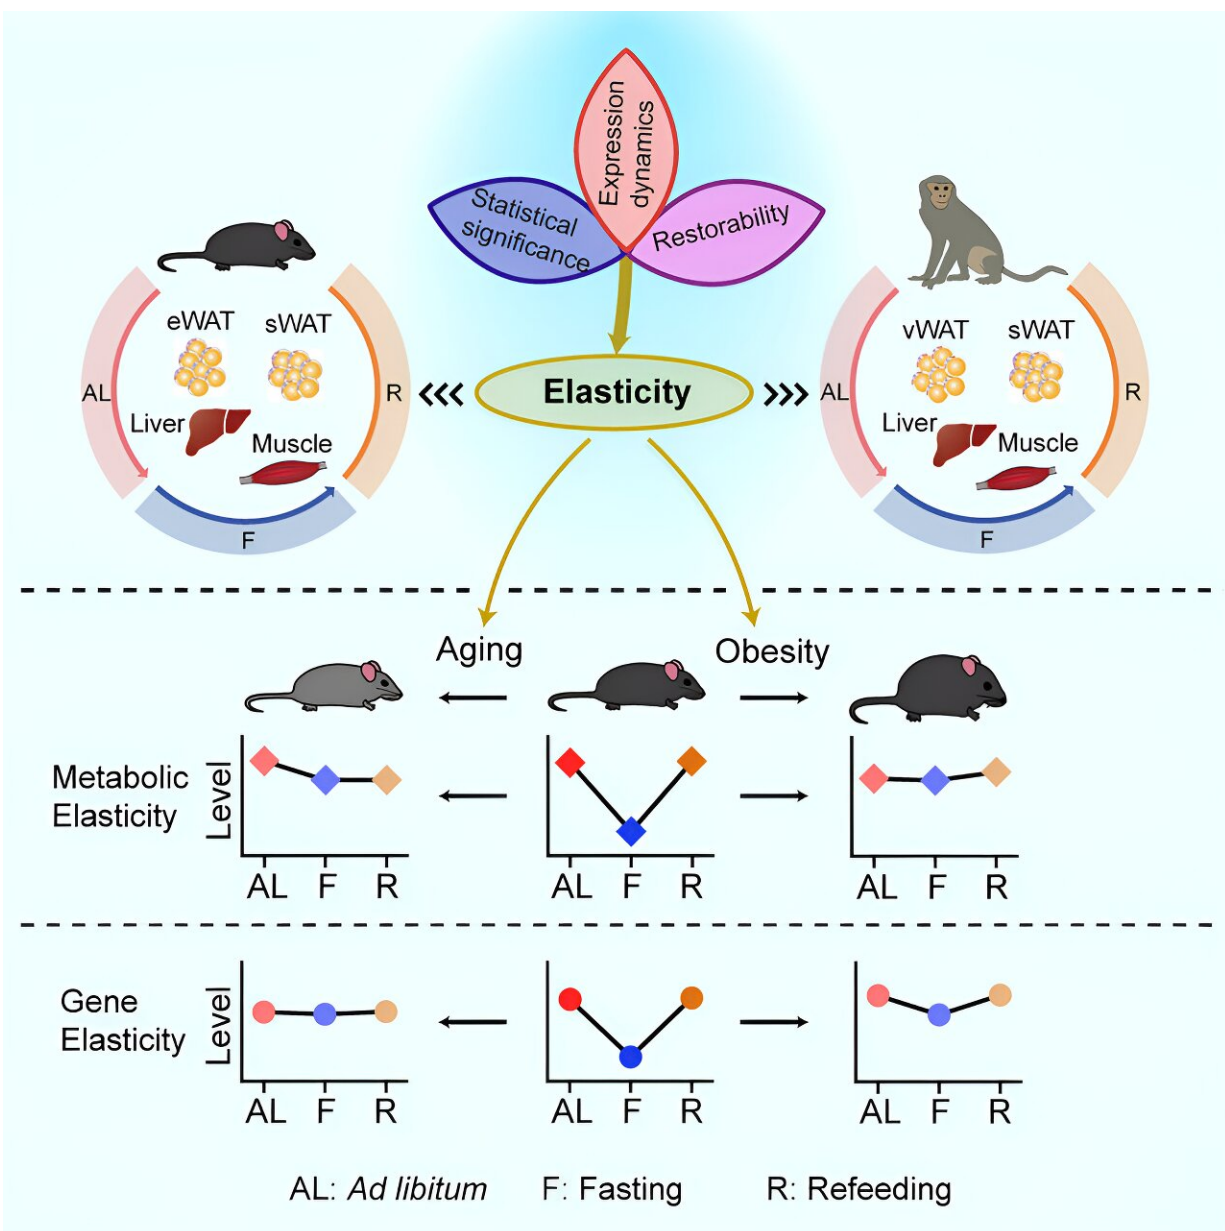 Expression
dynamics
Statistical
significance
Restorability
Elasticity
eWAT sWAT
Liver
Muscle
AL
F
R
vWAT sWAT
Liver
Muscle
AL
F
R
Aging
Obesity
Metabolic
Elasticity
Level
AL F R
AL F R
AL F R
Gene
Elasticity
Level
AL F R
AL F R
AL F R
AL: Ad libitum F: Fasting R: Refeeding